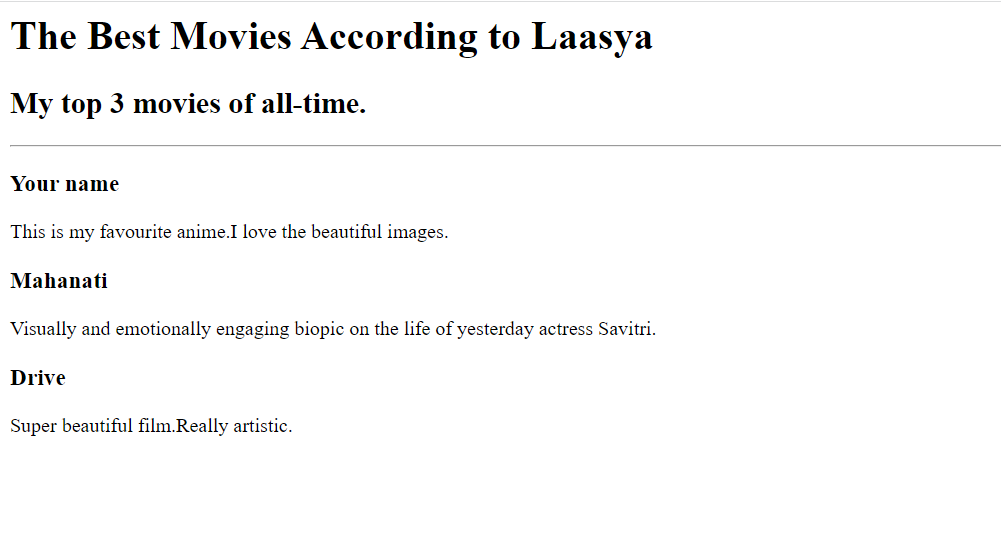 The Best Movies According to Laasya
My top 3 movies of all-time.
Your name
This is my favourite anime.I love the beautiful images.
Mahanati
Visually and emotionally engaging biopic on the life of yesterday actress Savitri.
Drive
Super beautiful film.Really artistic.